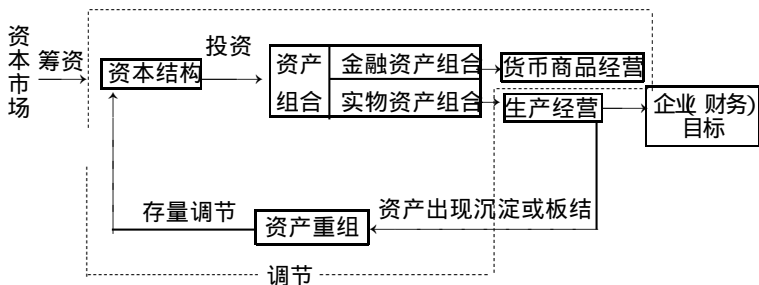 资本市场
筹资
资本结构
投资
资产
组合
金融资产组合
实物资产组合
货币商品经营
生产经营
企业(财务)
目标
存量调节
资产重组
资产出现沉淀或板结
调节